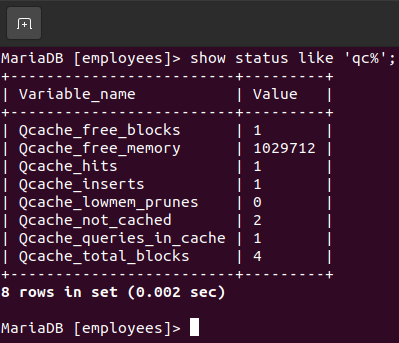 MariaDB [employees]> show status like 'qc%';
+-------------------------+---------+
| Variable_name           | Value   |
+-------------------------+---------+
| Qcache_free_blocks      | 1       |
| Qcache_free_memory      | 1029712 |
| Qcache_hits             | 1       |
| Qcache_inserts          | 1       |
| Qcache_lowmem_prunes    | 0       |
| Qcache_not_cached       | 2       |
| Qcache_queries_in_cache | 1       |
| Qcache_total_blocks     | 4       |
+-------------------------+---------+
8 rows in set (0.002 sec)
MariaDB [employees]>